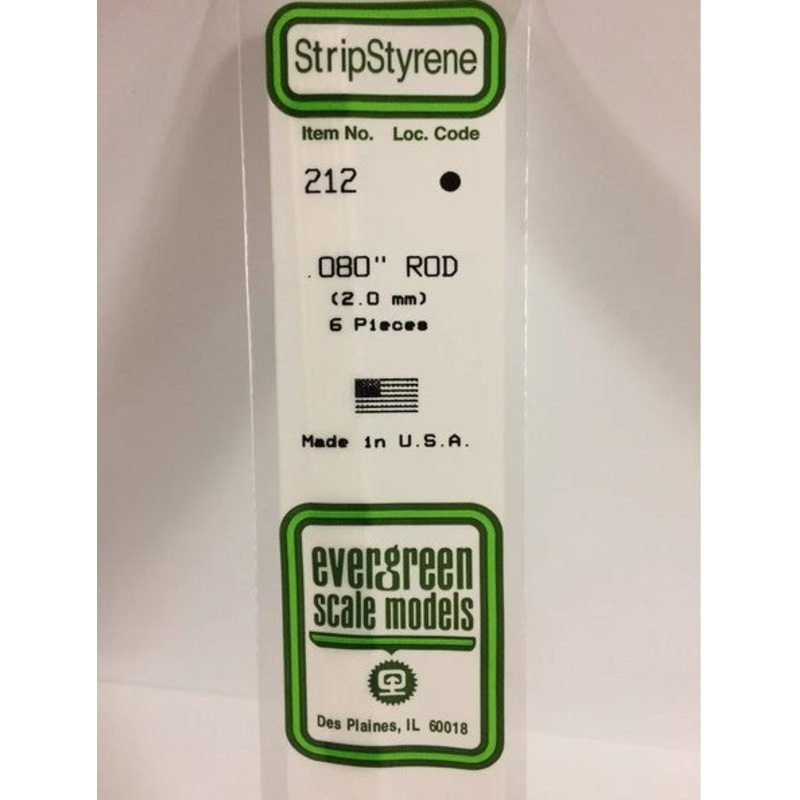 StripStyrene
Item No. Loc. Code
212
.080" ROD
(2.0 mm)
6 Pieces
Made in U.S.A.
evergreen
scale models
Des Plaines, IL 60018